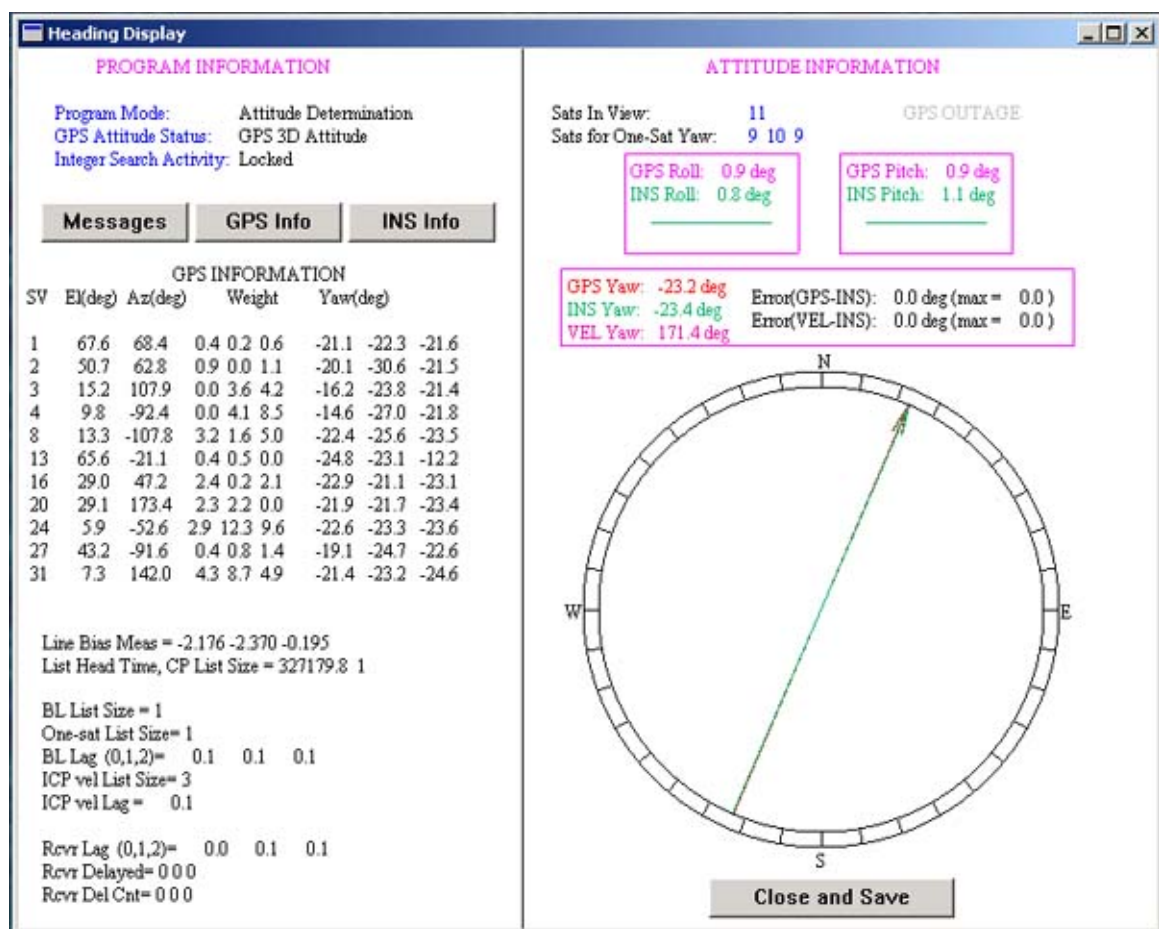 Heading Display
PROGRAM INFORMATION
Program Mode: Attitude Determination
GPS Attitude Status: GPS 3D Attitude
Integer Search Activity: Locked
Messages GPS Info INS Info
GPS INFORMATION
SV El(deg) Az(deg) Weight Yaw(deg)
1 67.6 68.4 0.4 0.2 0.6 -21.1 -22.3 -21.6
2 50.7 62.8 0.9 0.0 1.1 -20.1 -30.6 -21.5
3 15.2 107.9 0.0 3.6 4.2 -16.2 -23.8 -21.4
4 9.8 -92.4 0.0 4.1 8.5 -14.6 -27.0 -21.8
8 13.3 -107.8 3.2 1.6 5.0 -22.4 -25.6 -23.5
13 65.6 -21.1 0.4 0.5 0.0 -24.8 -23.1 -12.2
16 29.0 47.2 2.4 0.2 2.1 -22.9 -21.1 -23.1
20 29.1 173.4 2.3 2.2 0.0 -21.9 -21.7 -23.4
24 5.9 -52.6 2.9 12.3 9.6 -22.6 -23.3 -23.6
27 43.2 -91.6 0.4 0.8 1.4 -19.1 -24.7 -22.6
31 7.3 142.0 4.3 8.7 4.9 -21.4 -23.2 -24.6
Line Bias Meas = -2.176 -2.370 -0.195
List Head Time, CP List Size = 327179.8 1
BL List Size = 1
One-sat List Size= 1
BL Lag (0,1,2)= 0.1 0.1 0.1
ICP vel List Size= 3
ICP vel Lag = 0.1
Rcvr Lag (0,1,2)= 0.0 0.1 0.1
Rcvr Delayed= 0 0 0
Rcvr Del Cnt= 0 0 0
ATTITUDE INFORMATION
Sats In View: 11 GPS OUTAGE
Sats for One-Sat Yaw: 9 10 9
GPS Roll: 0.9 deg
INS Roll: 0.8 deg
GPS Pitch: 0.9 deg
INS Pitch: 1.1 deg
GPS Yaw: -23.2 deg
INS Yaw: -23.4 deg
VEL Yaw: 171.4 deg
Error(GPS-INS): 0.0 deg (max = 0.0 )
Error(VEL-INS): 0.0 deg (max = 0.0 )
N
W
E
S
Close and Save